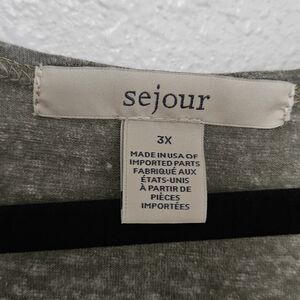 sejour
3X
MADE IN USA OF
IMPORTED PARTS
FABRIQUÉ AUX
ÉTATS-UNIS
À PARTIR DE
PIÈCES
IMPORTÉES